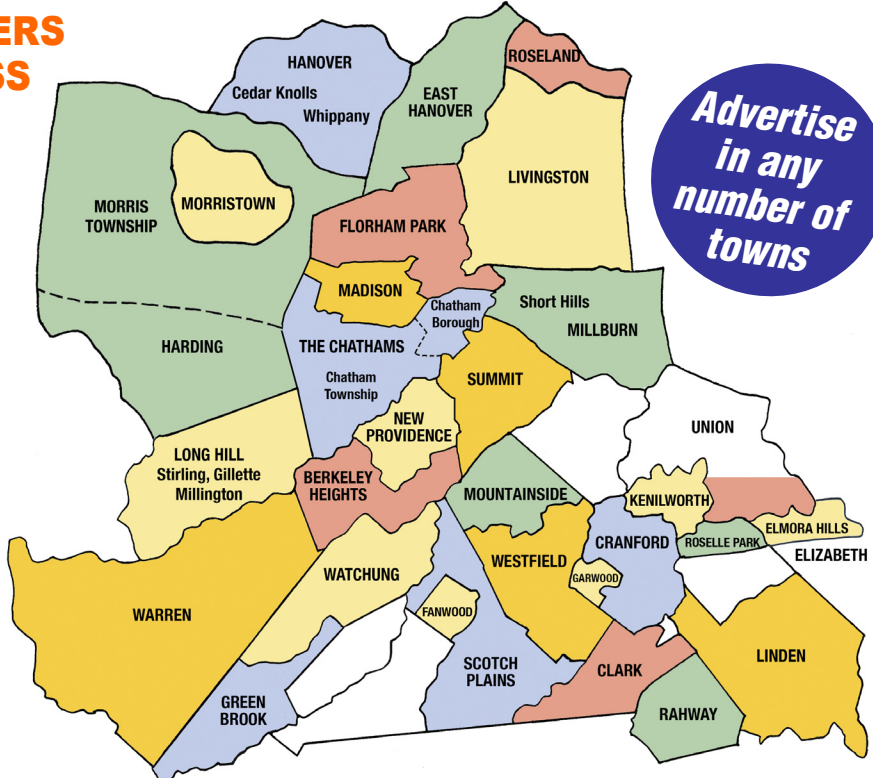 ERS
SS
HANOVER
Cedar Knolls
Whippany
EAST
HANOVER
ROSELAND
Advertise
in any
number of
towns
LIVINGSTON
MORRIS
TOWNSHIP
MORRISTOWN
FLORHAM PARK
MADISON
Chatham
Borough
Short Hills
MILLBURN
HARDING
THE CHATHAMS
Chatham
Township
SUMMIT
NEW
PROVIDENCE
UNION
LONG HILL
Stirling, Gillette
Millington
BERKELEY
HEIGHTS
MOUNTAINSIDE
KENILWORTH
ELMORA HILLS
ROSELLE PARK
ELIZABETH
CRANFORD
WESTFIELD
GARWOOD
WATCHUNG
FANWOOD
WARREN
SCOTCH
PLAINS
CLARK
LINDEN
GREEN
BROOK
RAHWAY